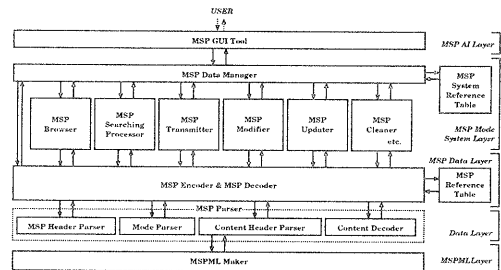 USER
MSP GUI Tool
MSP AI Layer
MSP Data Manager
MSP
System
Reference
Table
MSP
Browser
MSP
Searching
Processor
MSP
Transmitter
MSP
Modifier
MSP
Updater
MSP
Cleaner
etc.
MSP Mode
System Layer
MSP Data Layer
MSP Encoder & MSP Decoder
MSP
Reference
Table
MSP Parser
MSP Header Parser
Mode Parser
Content Header Parser
Content Decoder
Data Layer
MSPML Maker
MSPMLLayer